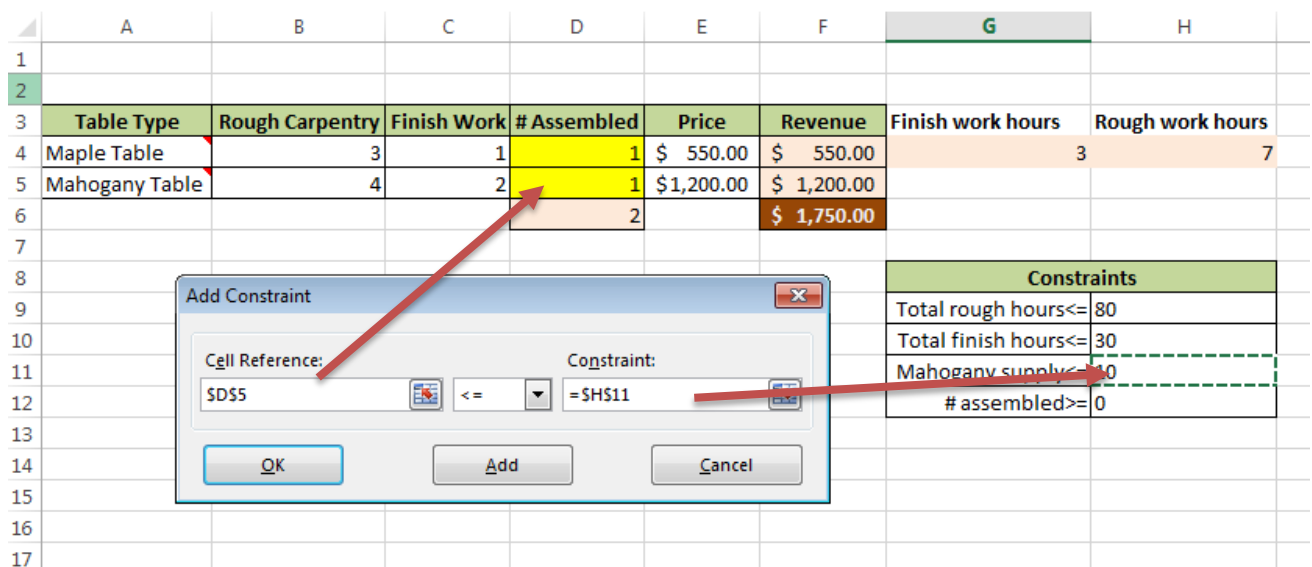 A B C D E F G H
1
2
3 Table Type Rough Carpentry Finish Work # Assembled Price Revenue Finish work hours Rough work hours
4 Maple Table 3 1 1 $ 550.00 $ 550.00 3 7
5 Mahogany Table 4 2 1 $1,200.00 $ 1,200.00
6 2 $ 1,750.00
7
8 Constraints
Add Constraint
9 Total rough hours<= 80
10 Total finish hours<= 30
Cell Reference: Constraint:
11 Mahogany supply<= 10
$D$5 <= =$H$11
12 # assembled>= 0
13
14
OK Add Cancel
15
16
17